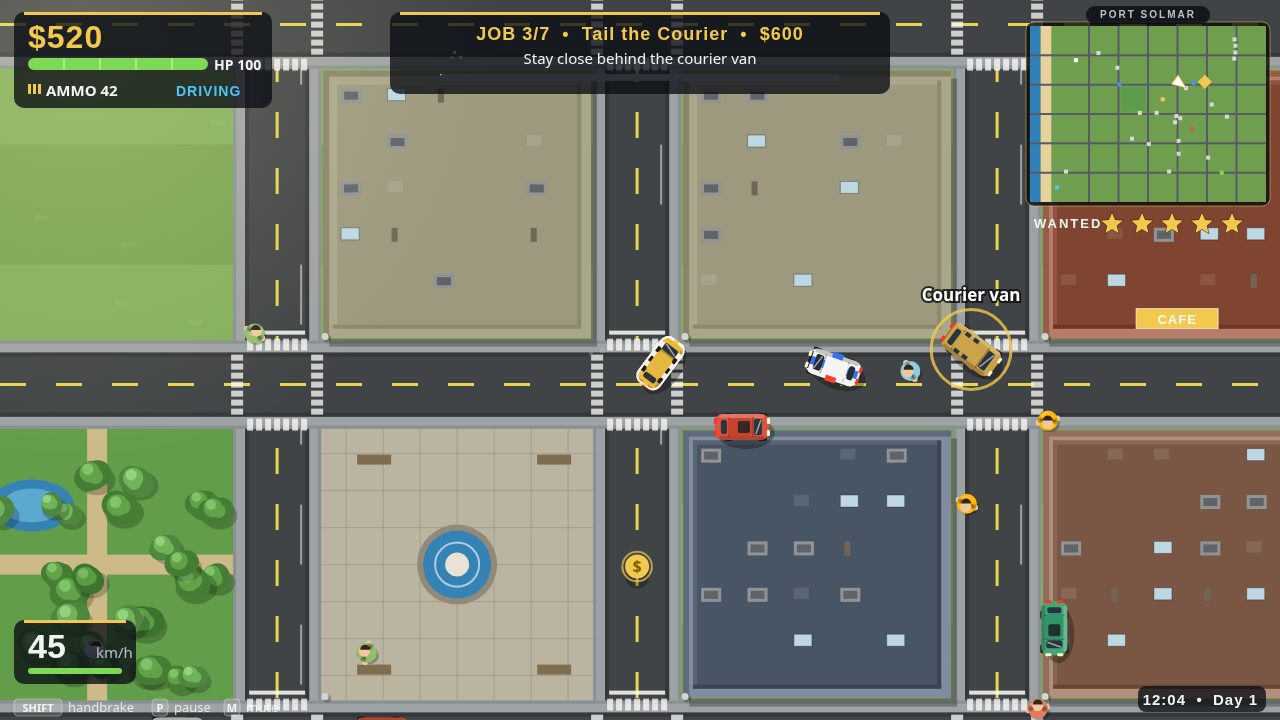 $520
HP 100
AMMO 42
DRIVING
JOB 3/7 • Tail the Courier • $600
Stay close behind the courier van
PORT SOLMAR
WANTED
Courier van
CAFE
$
45 km/h
SHIFT handbrake P pause M mute
12:04 • Day 1